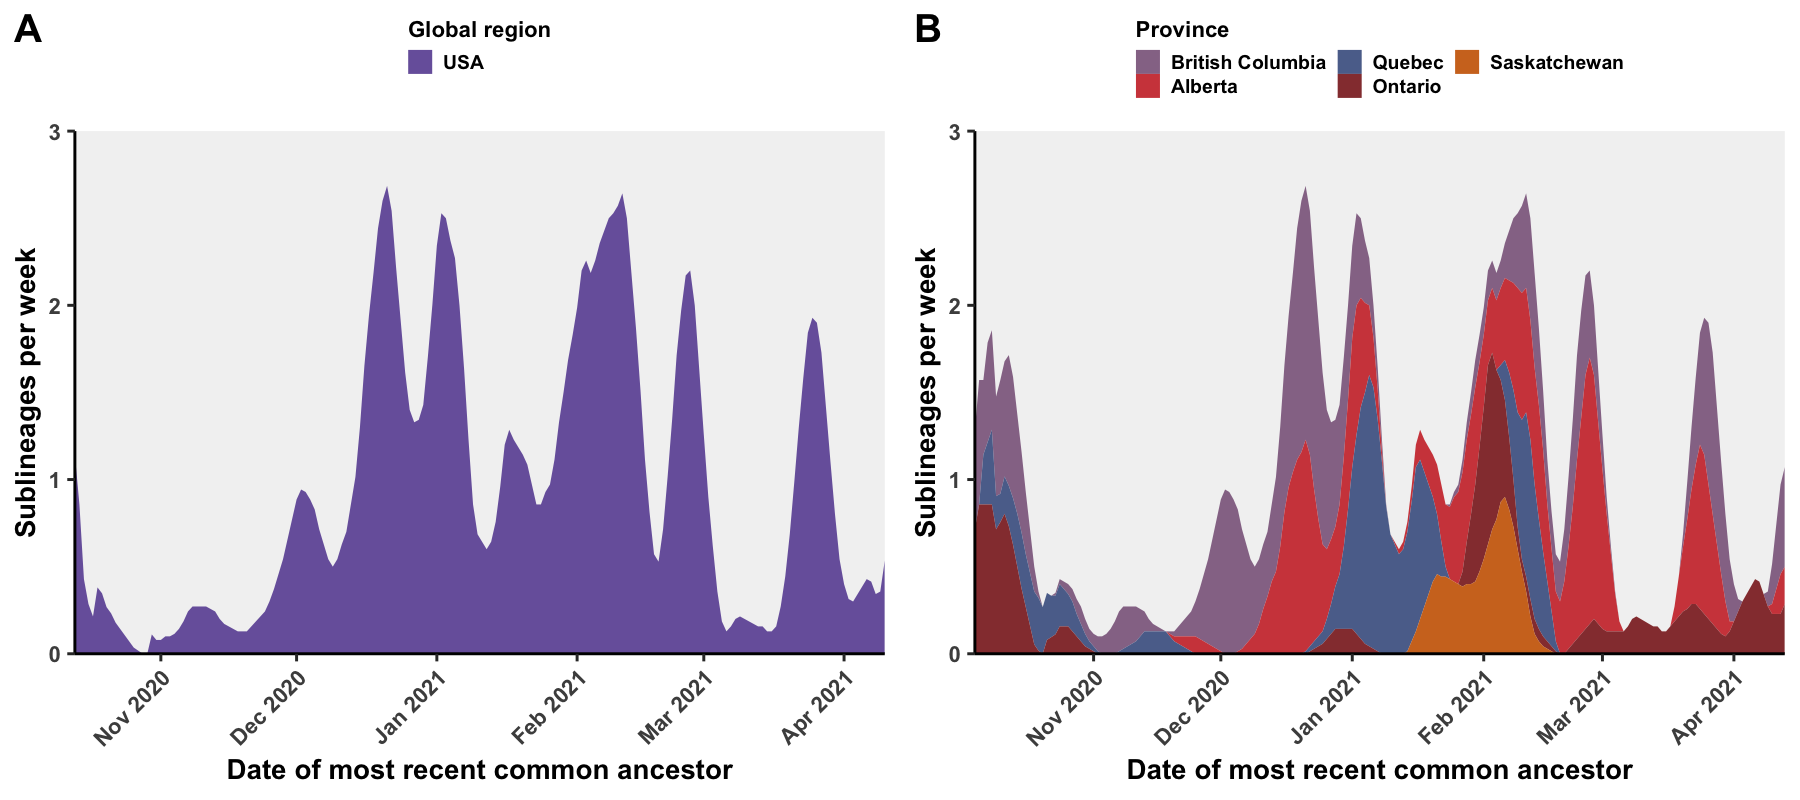 A
Global region
USA
3
2
1
0
Sublineages per week
Nov 2020
Dec 2020
Jan 2021
Feb 2021
Mar 2021
Apr 2021
Date of most recent common ancestor
B
Province
British Columbia
Quebec
Saskatchewan
Alberta
Ontario
3
2
1
0
Sublineages per week
Nov 2020
Dec 2020
Jan 2021
Feb 2021
Mar 2021
Apr 2021
Date of most recent common ancestor